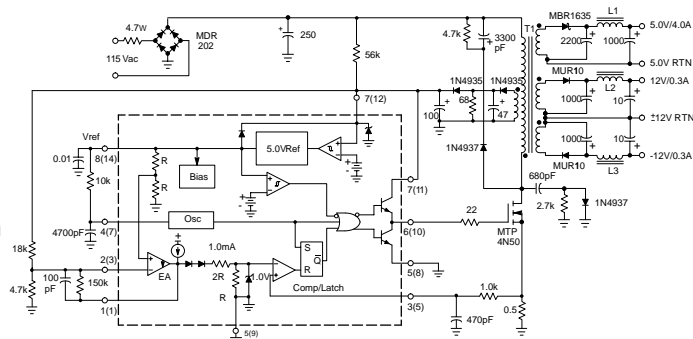 4.7W
MDR
202
115 Vac
250
56k
4.7k
3300
pF
T1
MBR1635
L1
2200
1000
5.0V/4.0A
5.0V RTN
MUR10
1000
L2
10
12V/0.3A
±12V RTN
1000
10
MUR10
L3
-12V/0.3A
1N4935
1N4935
100
68
47
1N4937
680pF
2.7k
1N4937
7(12)
Vref
0.01
8(14)
R
R
Bias
5.0VRef
10k
4700pF
4(7)
Osc
7(11)
6(10)
22
MTP
4N50
18k
4.7k
100
pF
150k
2(3)
1(1)
EA
1.0mA
2R
R
1.0V
S
R
Q
Comp/Latch
5(8)
3(5)
1.0k
470pF
0.5
5(9)